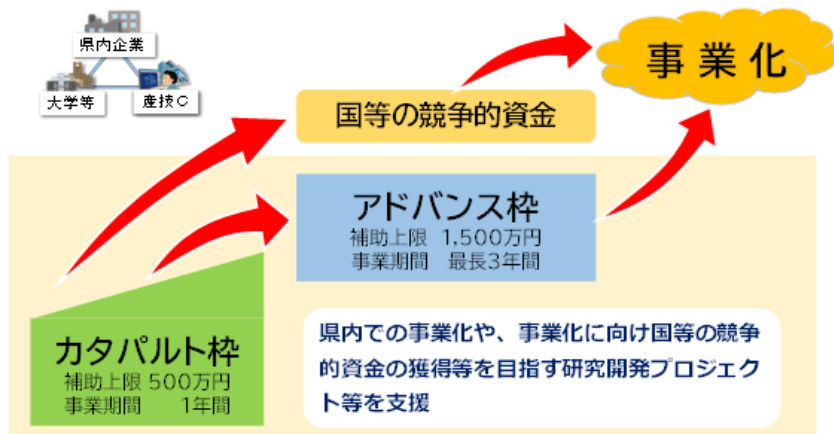 県内企業
大学等
産技C
事業化
国等の競争的資金
アドバンス枠
補助上限 1,500万円
事業期間 最長3年間
カタパルト枠
補助上限 500万円
事業期間 1年間
県内での事業化や、事業化に向け国等の競争
的資金の獲得等を目指す研究開発プロジェク
ト等を支援